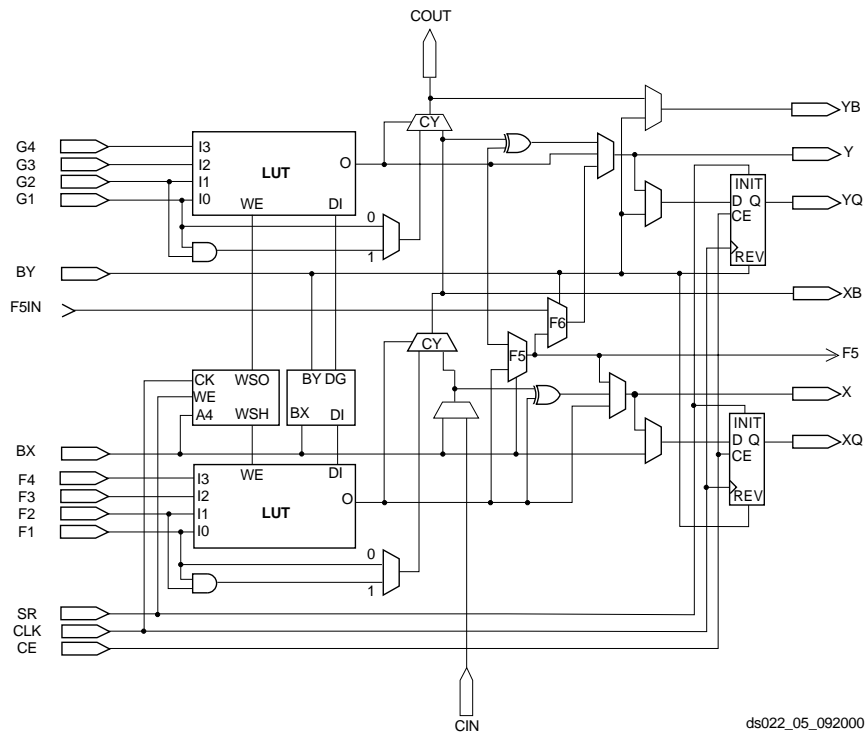 COUT
YB
CY
G4
I3
Y
G3
I2
LUT
O
G2
I1
INIT
G1
I0
WE
DI
D Q
YQ
CE
0
1
REV
BY
XB
F5IN
F6
CY
F5
F5
CK
WSO
BY DG
X
WE
A4
WSH
BX
DI
INIT
D Q
XQ
BX
CE
F4
I3
WE
DI
F3
I2
O
REV
F2
I1
LUT
F1
I0
0
1
SR
CLK
CE
CIN
ds022_05_092000